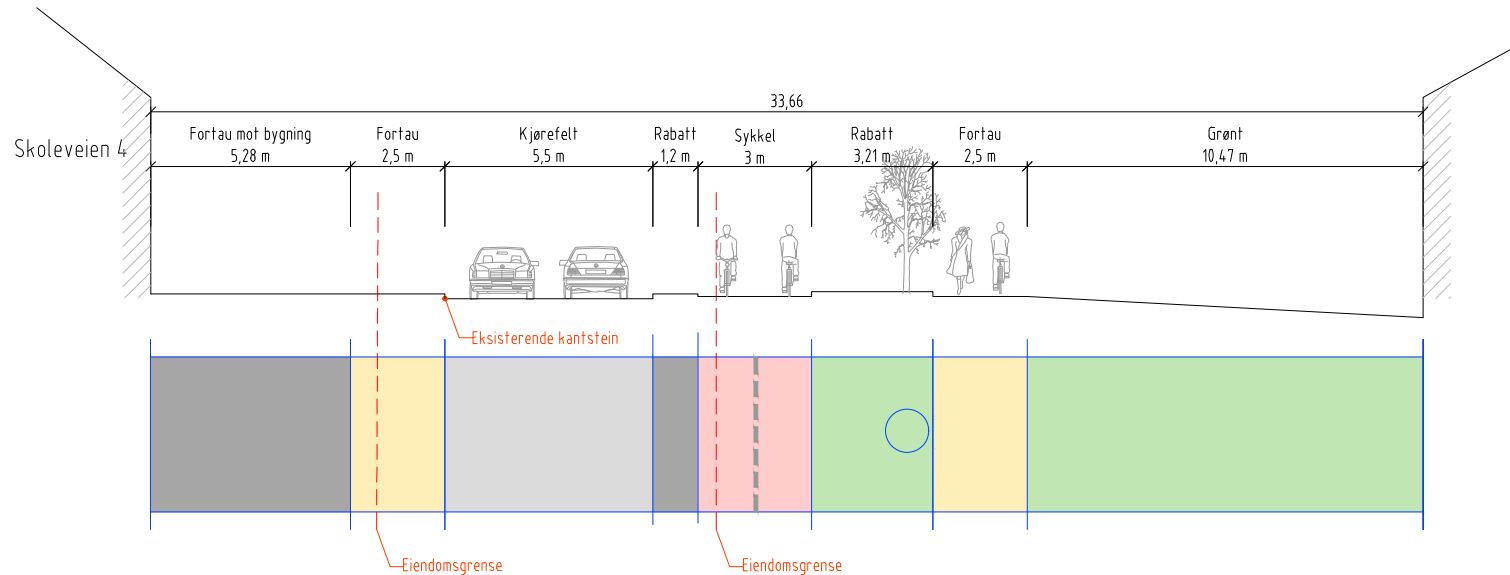 33,66
Skoleveien 4
Fortau mot bygning
5,28 m
Fortau
2,5 m
Kjørefelt
5,5 m
Rabatt
1,2 m
Sykkel
3 m
Rabatt
3,21 m
Fortau
2,5 m
Grønt
10,47 m
Eksisterende kantstein
Eiendomsgrense
Eiendomsgrense